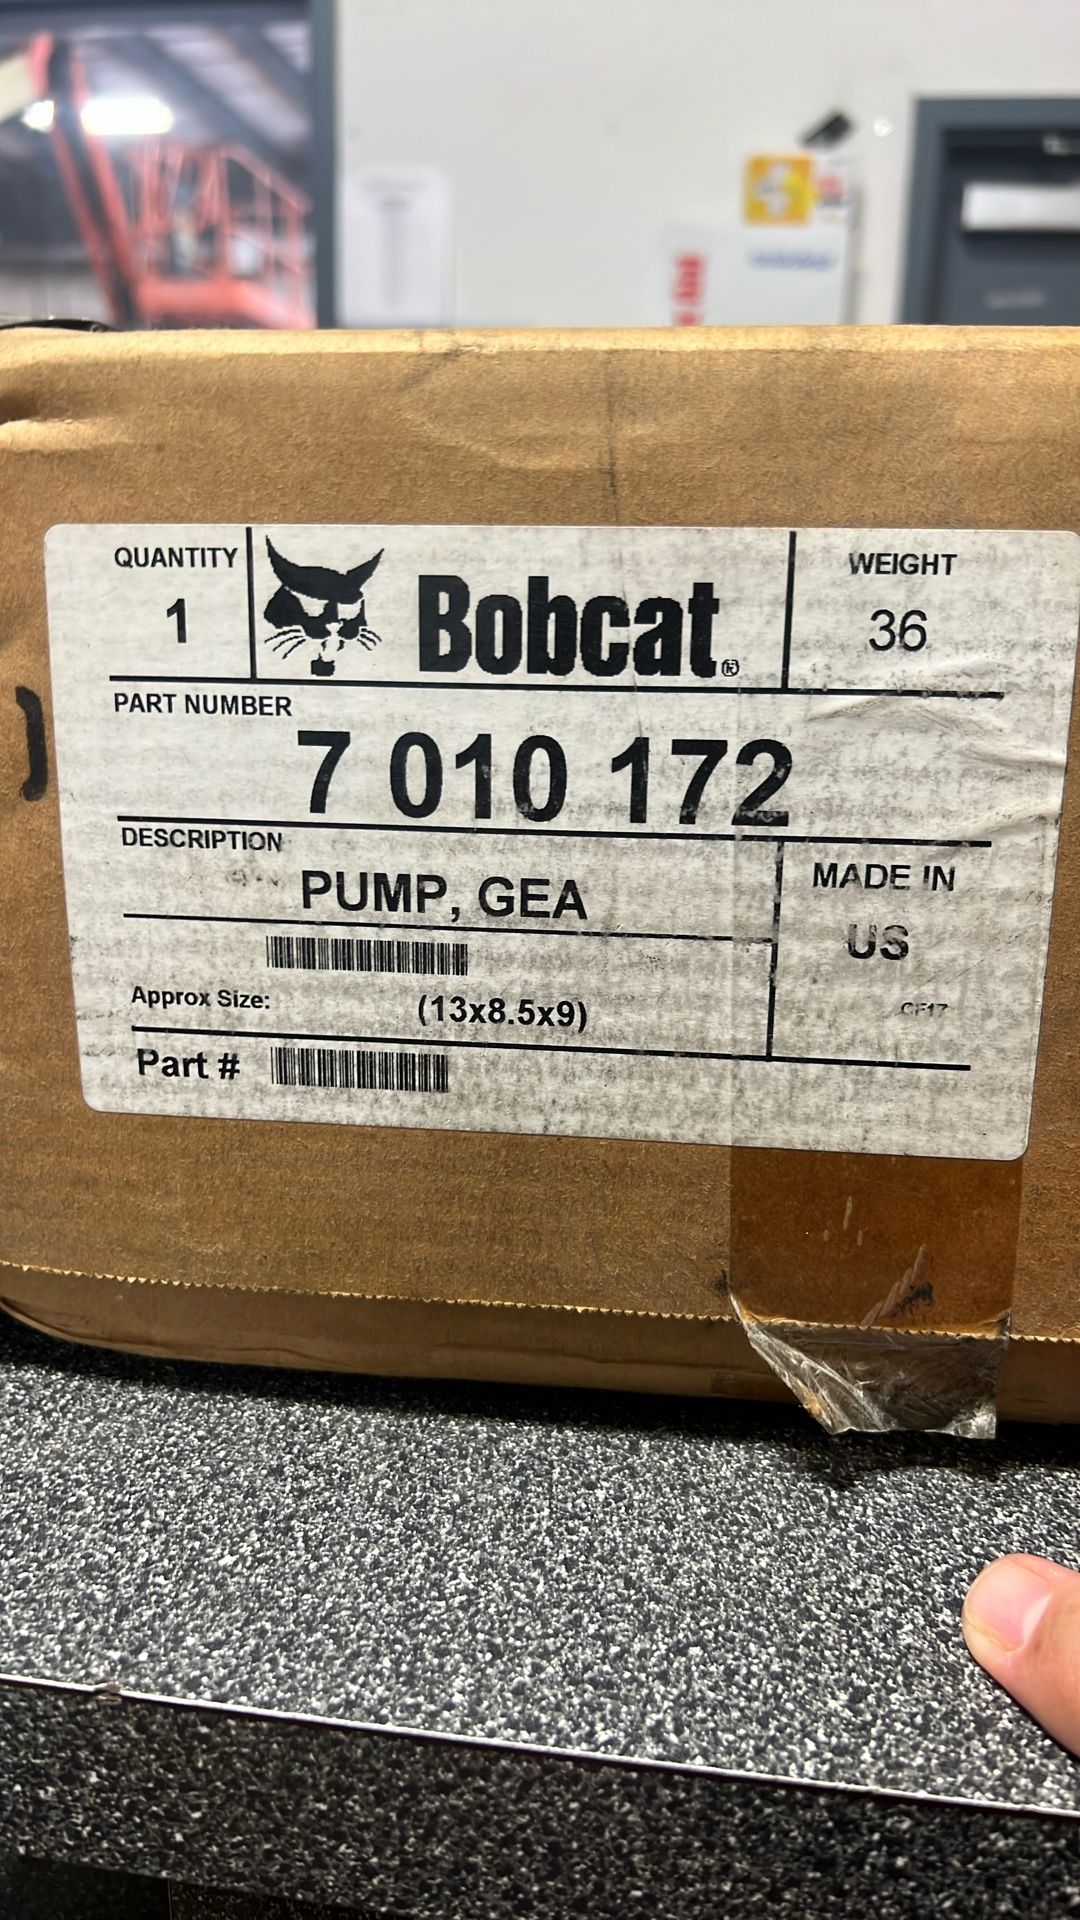 QUANTITY
1
Bobcat®
WEIGHT
36
PART NUMBER
7 010 172
DESCRIPTION
PUMP, GEA
MADE IN
US
Approx Size: (13x8.5x9)
CF17
Part #